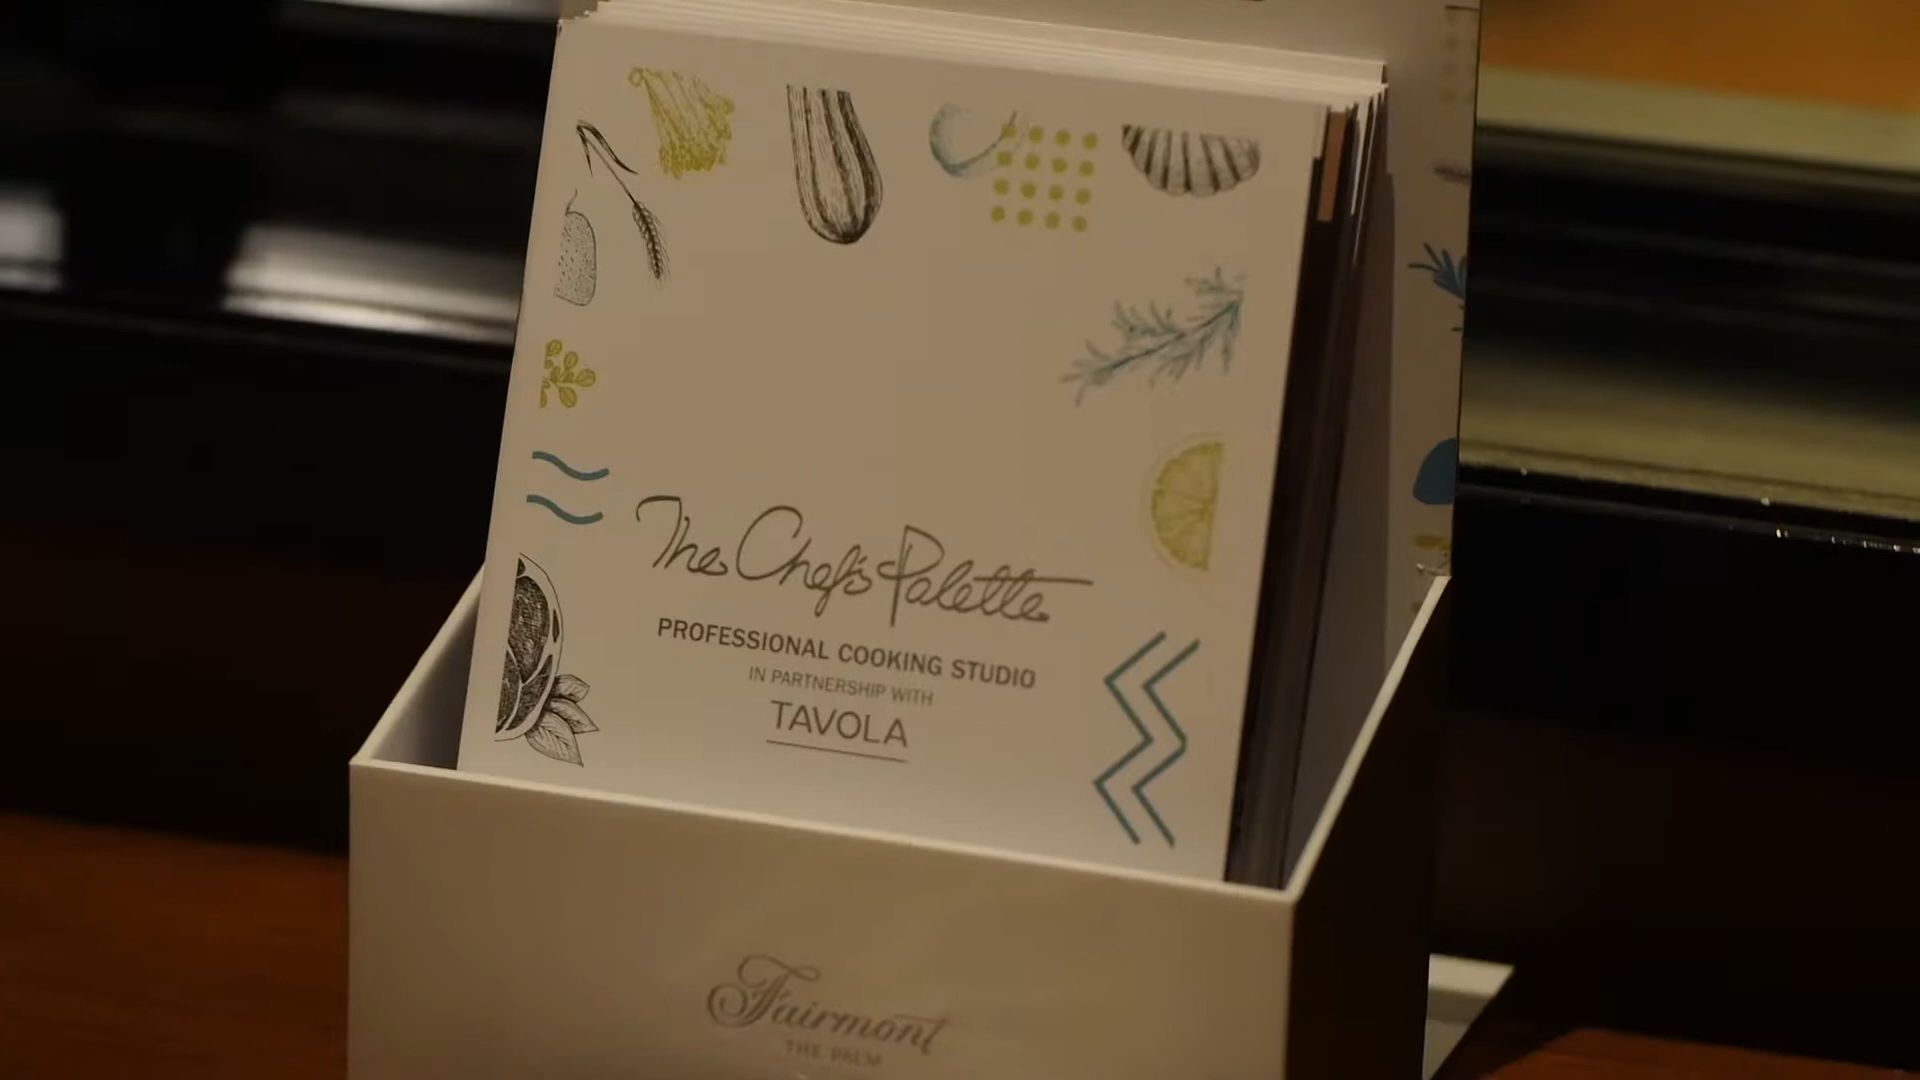 The Chef's Palette
PROFESSIONAL COOKING STUDIO
IN PARTNERSHIP WITH
TAVOLA
Fairmont
THE PALM